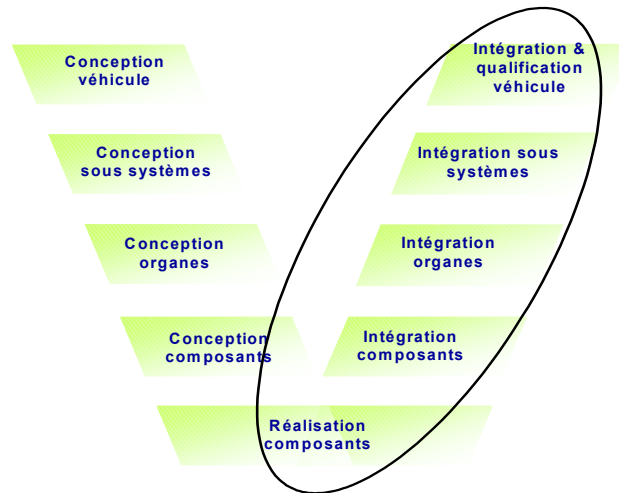 Conception
véhicule
Intégration &
qualification
véhicule
Conception
sous systèmes
Intégration sous
systèmes
Conception
organes
Intégration
organes
Conception
composants
Intégration
composants
Réalisation
composants